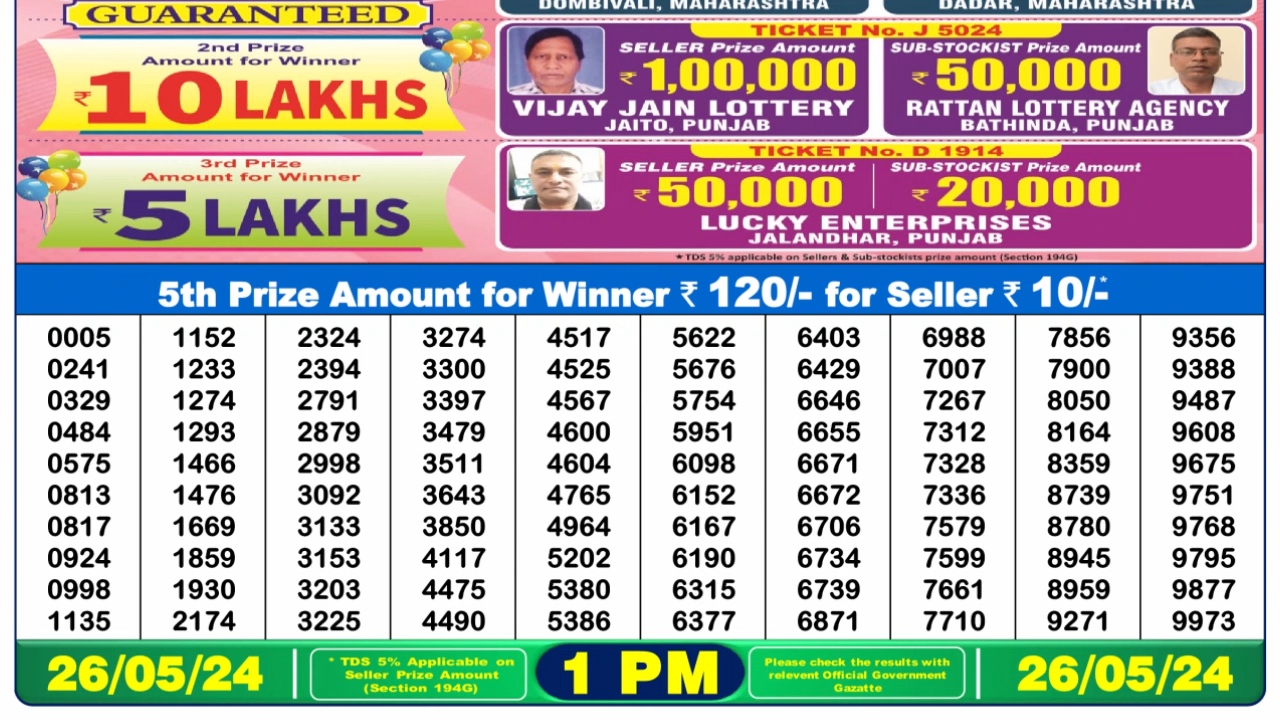 GUARANTEED
DOMBIVALI, MAHARASHTRA
DADAR, MAHARASHTRA
2nd Prize
Amount for Winner
₹10 LAKHS
TICKET No. J 5024
SELLER Prize Amount
₹1,00,000
SUB-STOCKIST Prize Amount
₹50,000
VIJAY JAIN LOTTERY
JAITO, PUNJAB
RATTAN LOTTERY AGENCY
BATHINDA, PUNJAB
3rd Prize
Amount for Winner
₹5 LAKHS
TICKET No. D 1914
SELLER Prize Amount
₹50,000
SUB-STOCKIST Prize Amount
₹20,000
LUCKY ENTERPRISES
JALANDHAR, PUNJAB
*TDS 5% applicable on Sellers & Sub-stockists prize amount (Section 194G)
5th Prize Amount for Winner ₹ 120/- for Seller ₹ 10/-*
0005 1152 2324 3274 4517 5622 6403 6988 7856 9356
0241 1233 2394 3300 4525 5676 6429 7007 7900 9388
0329 1274 2791 3397 4567 5754 6646 7267 8050 9487
0484 1293 2879 3479 4600 5951 6655 7312 8164 9608
0575 1466 2998 3511 4604 6098 6671 7328 8359 9675
0813 1476 3092 3643 4765 6152 6672 7336 8739 9751
0817 1669 3133 3850 4964 6167 6706 7579 8780 9768
0924 1859 3153 4117 5202 6190 6734 7599 8945 9795
0998 1930 3203 4475 5380 6315 6739 7661 8959 9877
1135 2174 3225 4490 5386 6377 6871 7710 9271 9973
26/05/24
* TDS 5% Applicable on
Seller Prize Amount
(Section 194G)
1 PM
Please check the results with
relevent Official Government
Gazatte
26/05/24